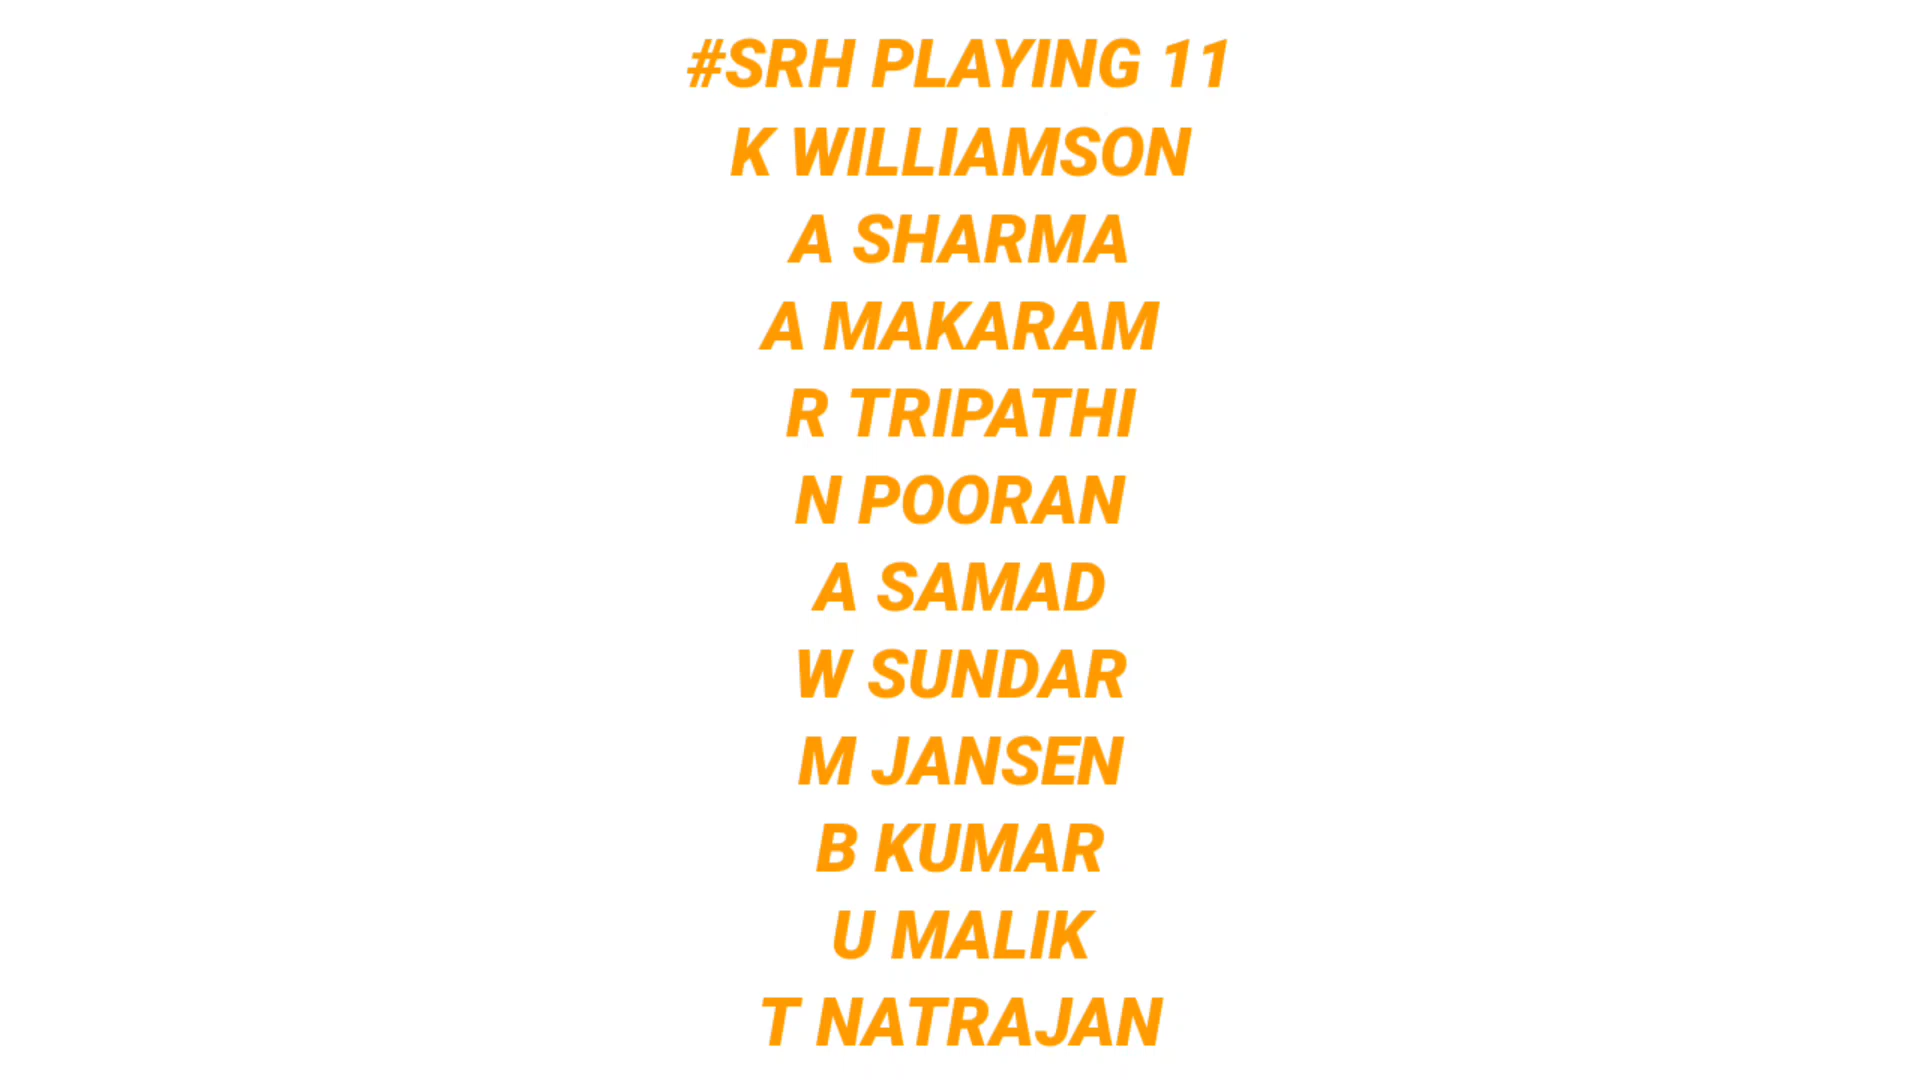 #SRH PLAYING 11
K WILLIAMSON
A SHARMA
A MAKARAM
R TRIPATHI
N POORAN
A SAMAD
W SUNDAR
M JANSEN
B KUMAR
U MALIK
T NATRAJAN